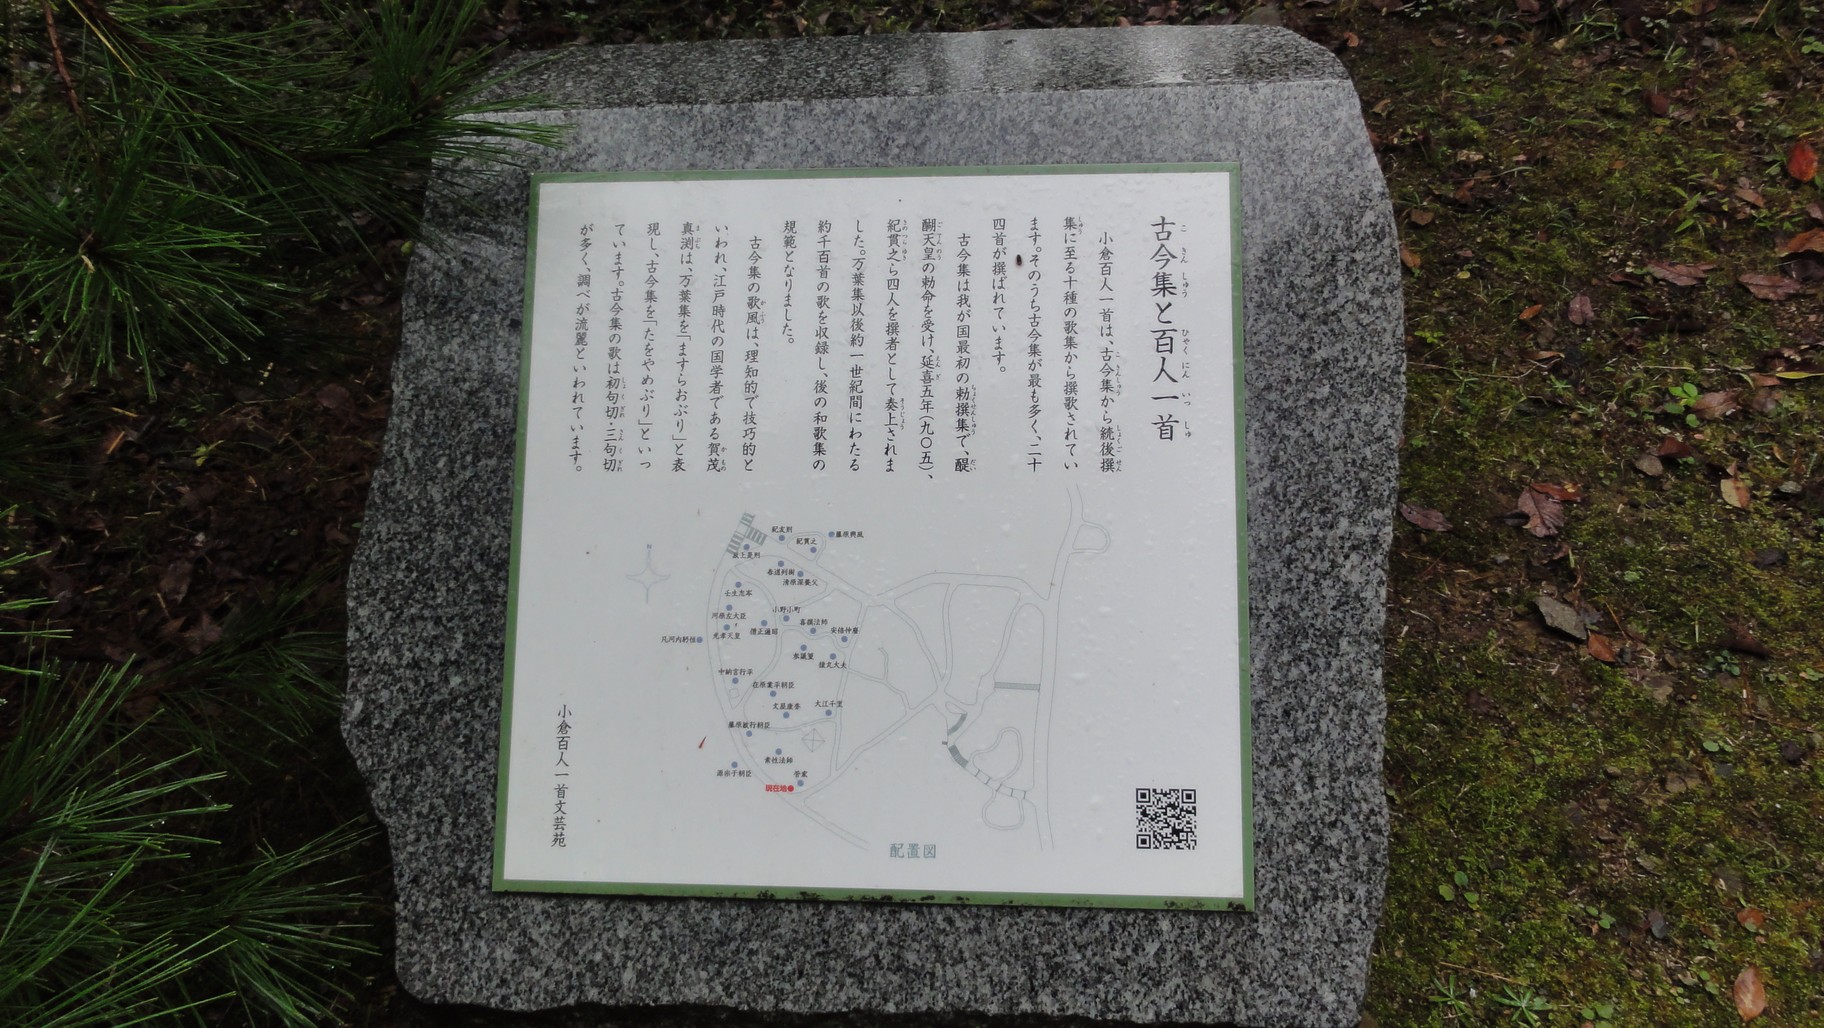 古今集と百人一首
小倉百人一首は、古今集から続後撰
集に至る十種の歌集から撰歌されてい
ます。そのうち古今集が最も多く、二十
四首が撰ばれています。
古今集は我が国最初の勅撰集で、醍
醐天皇の勅命を受け、延喜五年(九〇五)、
紀貫之ら四人を撰者として奏上されま
した。万葉集以後約一世紀間にわたる
約千百首の歌を収録し、後の和歌集の
規範となりました。
古今集の歌風は、理知的で技巧的と
いわれ、江戸時代の国学者である賀茂
真渕は、万葉集を「ますらおぶり」と表
現し、古今集を「たをやめぶり」といっ
ています。古今集の歌は初句切・三句切
が多く、調べが流麗といわれています。
小倉百人一首文芸苑
N
紀友則
紀貫之
藤原興風
坂上是則
春道列樹
清原深養父
壬生忠岑
小野小町
河原左大臣
喜撰法師
光孝天皇
僧正遍昭
安倍仲麿
凡河内躬恒
参議篁
猿丸大夫
中納言行平
在原業平朝臣
文屋康秀
大江千里
藤原敏行朝臣
素性法師
源宗于朝臣
菅家
現在地
配置図